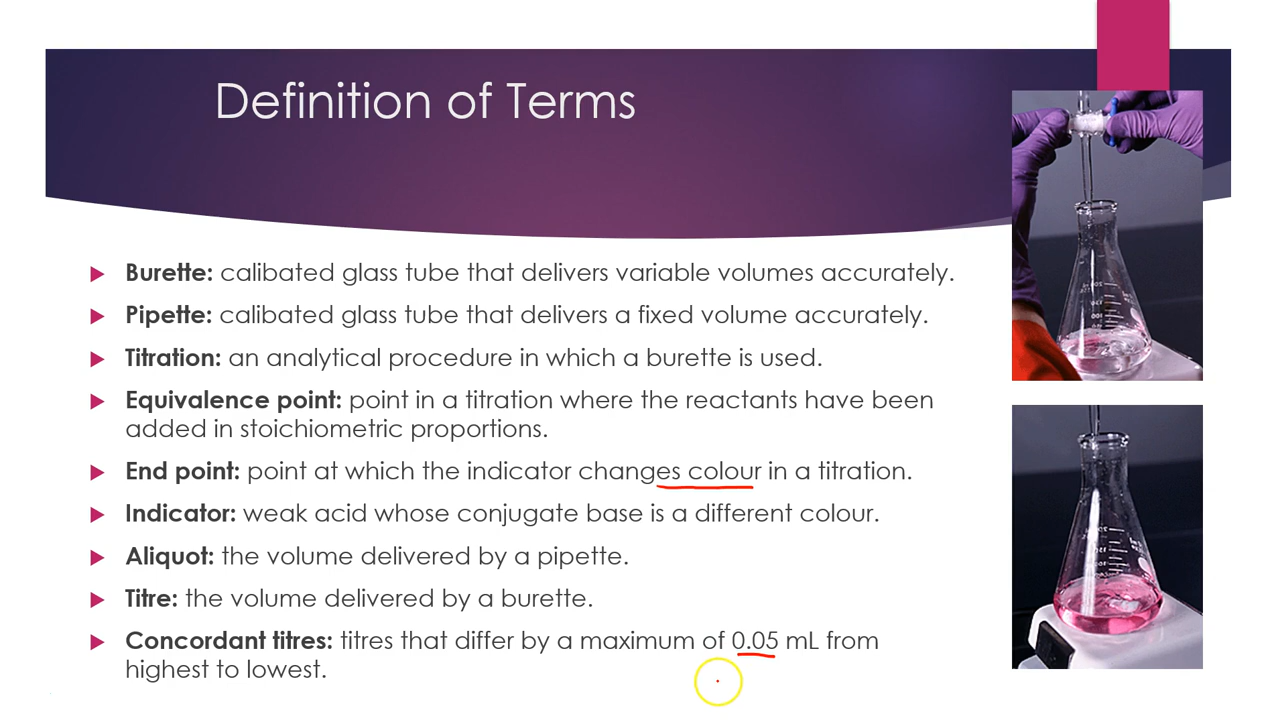 Definition of Terms
Burette: calibated glass tube that delivers variable volumes accurately.
Pipette: calibated glass tube that delivers a fixed volume accurately.
Titration: an analytical procedure in which a burette is used.
Equivalence point: point in a titration where the reactants have been
added in stoichiometric proportions.
End point: point at which the indicator changes colour in a titration.
Indicator: weak acid whose conjugate base is a different colour.
Aliquot: the volume delivered by a pipette.
Titre: the volume delivered by a burette.
Concordant titres: titres that differ by a maximum of 0.05 mL from
highest to lowest.